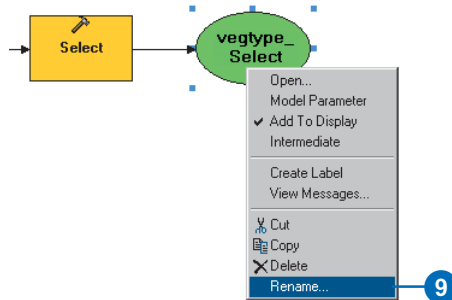 Select
vegtype_
Select
Open...
Model Parameter
Add To Display
Intermediate
Create Label
View Messages...
Cut
Copy
Delete
Rename...
9